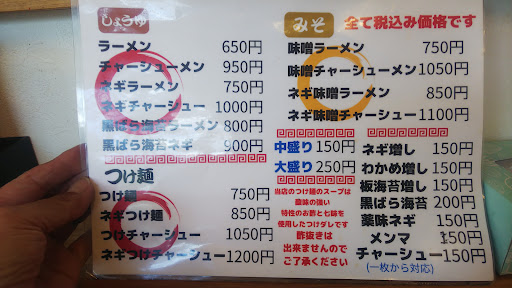 しょうゆ
ラーメン 650円
チャーシューメン 950円
ネギラーメン 750円
ネギチャーシュー 1000円
黒ばら海苔ラーメン 800円
黒ばら海苔ネギ 900円
つけ麺
つけ麺 750円
ネギつけ麺 850円
つけチャーシュー 1050円
ネギつけチャーシュー 1200円
みそ
全て税込み価格です
味噌ラーメン 750円
味噌チャーシューメン 1050円
ネギ味噌ラーメン 850円
ネギ味噌チャーシュー 1100円
中盛り 150円
大盛り 250円
当店のつけ麺のスープは
酸味の強い
特性のお酢と七味を
使用したつけダレです
酢抜きは
出来ませんので
ご了承ください
ネギ増し 150円
わかめ増し 150円
板海苔増し 150円
黒ばら海苔 200円
薬味ネギ 150円
メンマ 150円
チャーシュー 150円
(一枚から対応)